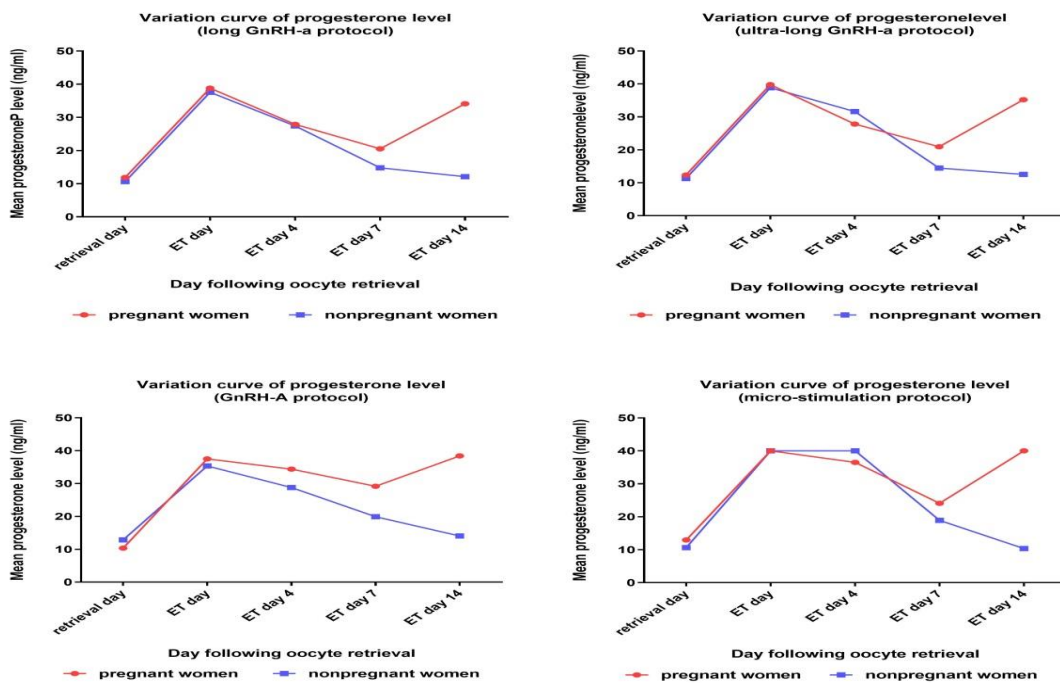 Variation curve of progesterone level
(long GnRH-a protocol)
Mean progesteroneP level (ng/ml)
50
40
30
20
10
0
retrieval day
ET day
ET day 4
ET day 7
ET day 14
Day following oocyte retrieval
pregnant women
nonpregnant women
Variation curve of progesteronelevel
(ultra-long GnRH-a protocol)
Mean progesteronelevel (ng/ml)
50
40
30
20
10
0
retrieval day
ET day
ET day 4
ET day 7
ET day 14
Day following oocyte retrieval
pregnant women
nonpregnant women
Variation curve of progesterone level
(GnRH-A protocol)
Mean progesterone level (ng/ml)
50
40
30
20
10
0
retrieval day
ET day
ET day 4
ET day 7
ET day 14
Day following oocyte retrieval
pregnant women
nonpregnant women
Variation curve of progesterone level
(micro-stimulation protocol)
Mean progesterone level (ng/ml)
50
40
30
20
10
0
retrieval day
ET day
ET day 4
ET day 7
ET day 14
Day following oocyte retrieval
pregnant women
nonpregnant women